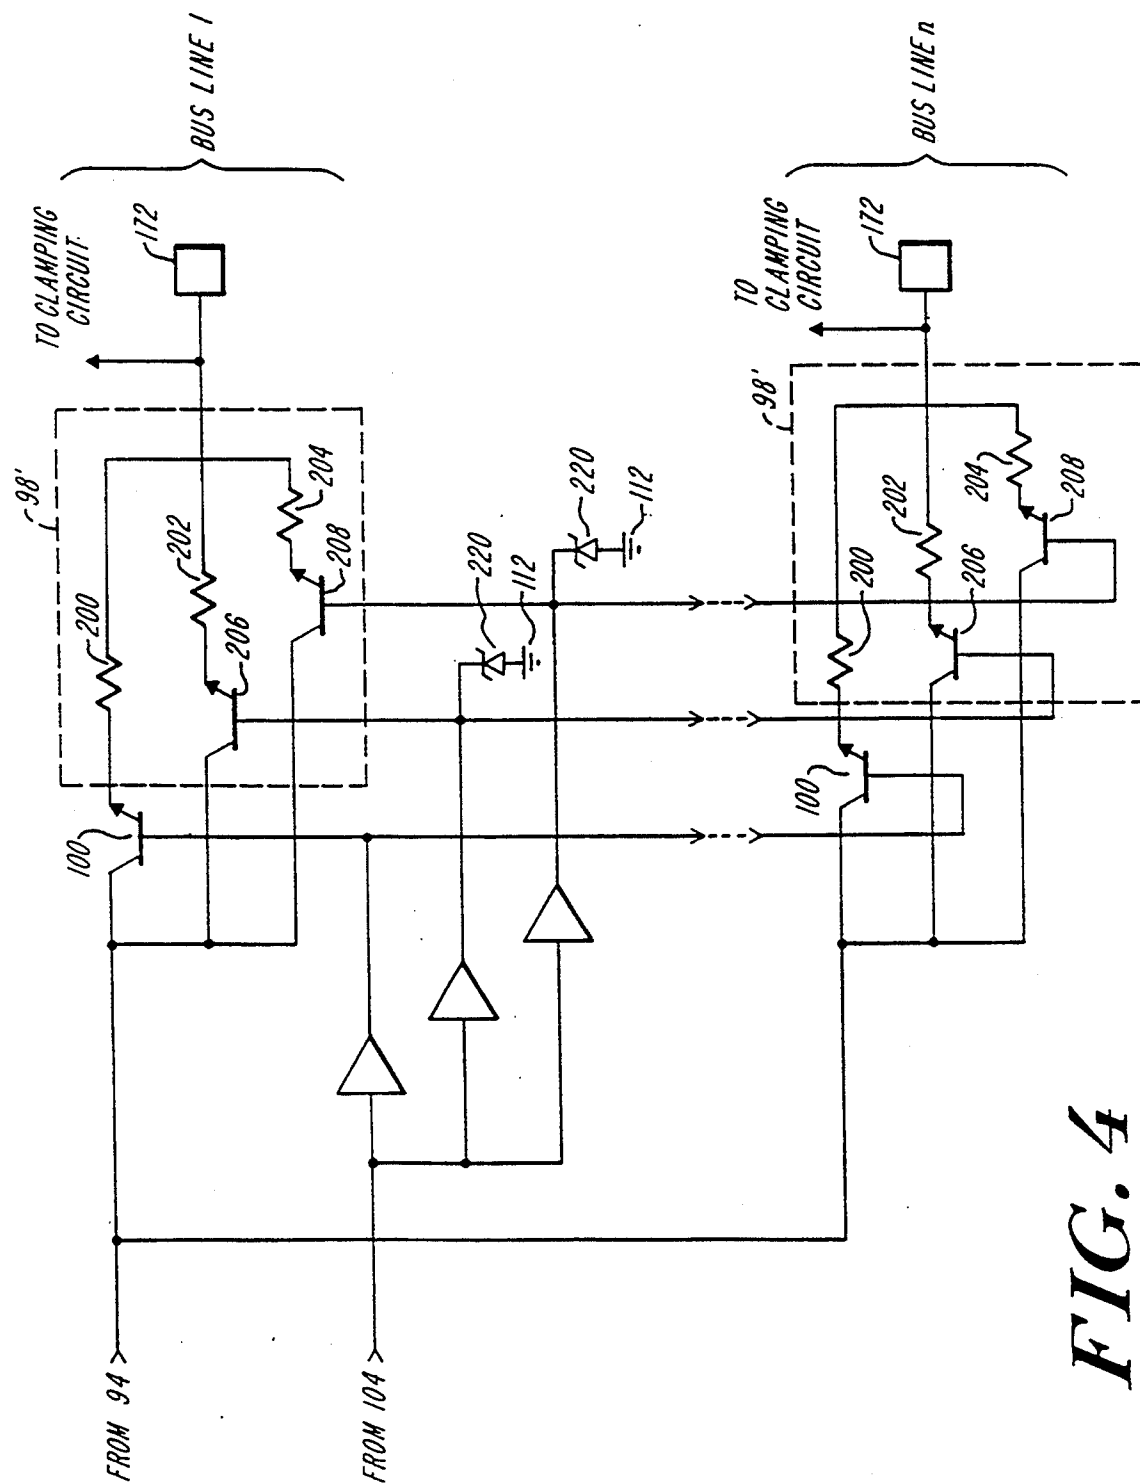 BUS LINE 1
TO CLAMPING
CIRCUIT
172
98'
200
202
204
206
208
100
220
112
220
112
BUS LINE n
TO
CLAMPING
CIRCUIT
172
98'
200
202
204
206
208
100
FROM 94
FROM 104
FIG. 4